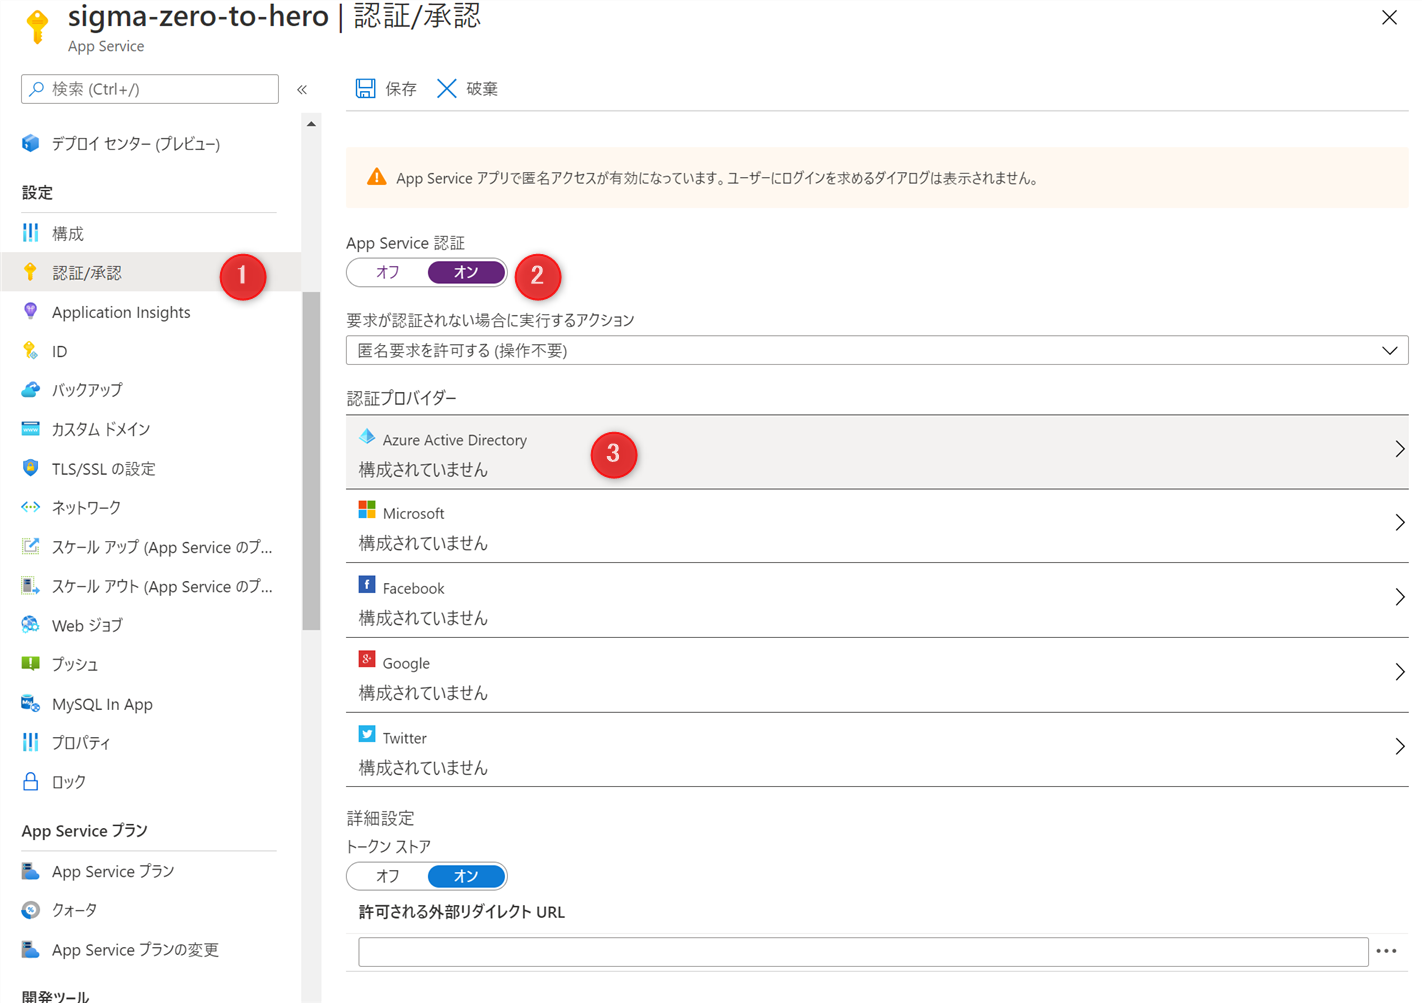 sigma-zero-to-hero | 認証/承認
App Service
検索 (Ctrl+/)
«
デプロイ センター (プレビュー)
設定
構成
認証/承認
1
Application Insights
ID
バックアップ
カスタム ドメイン
TLS/SSL の設定
ネットワーク
スケール アップ (App Service のプ...
スケール アウト (App Service のプ...
Web ジョブ
プッシュ
MySQL In App
プロパティ
ロック
App Service プラン
App Service プラン
クォータ
App Service プランの変更
開発ツール
保存
破棄
App Service アプリで匿名アクセスが有効になっています。ユーザーにログインを求めるダイアログは表示されません。
App Service 認証
オフ
オン
2
要求が認証されない場合に実行するアクション
匿名要求を許可する (操作不要)
認証プロバイダー
Azure Active Directory
構成されていません
3
Microsoft
構成されていません
Facebook
構成されていません
Google
構成されていません
Twitter
構成されていません
詳細設定
トークン ストア
オフ
オン
許可される外部リダイレクト URL